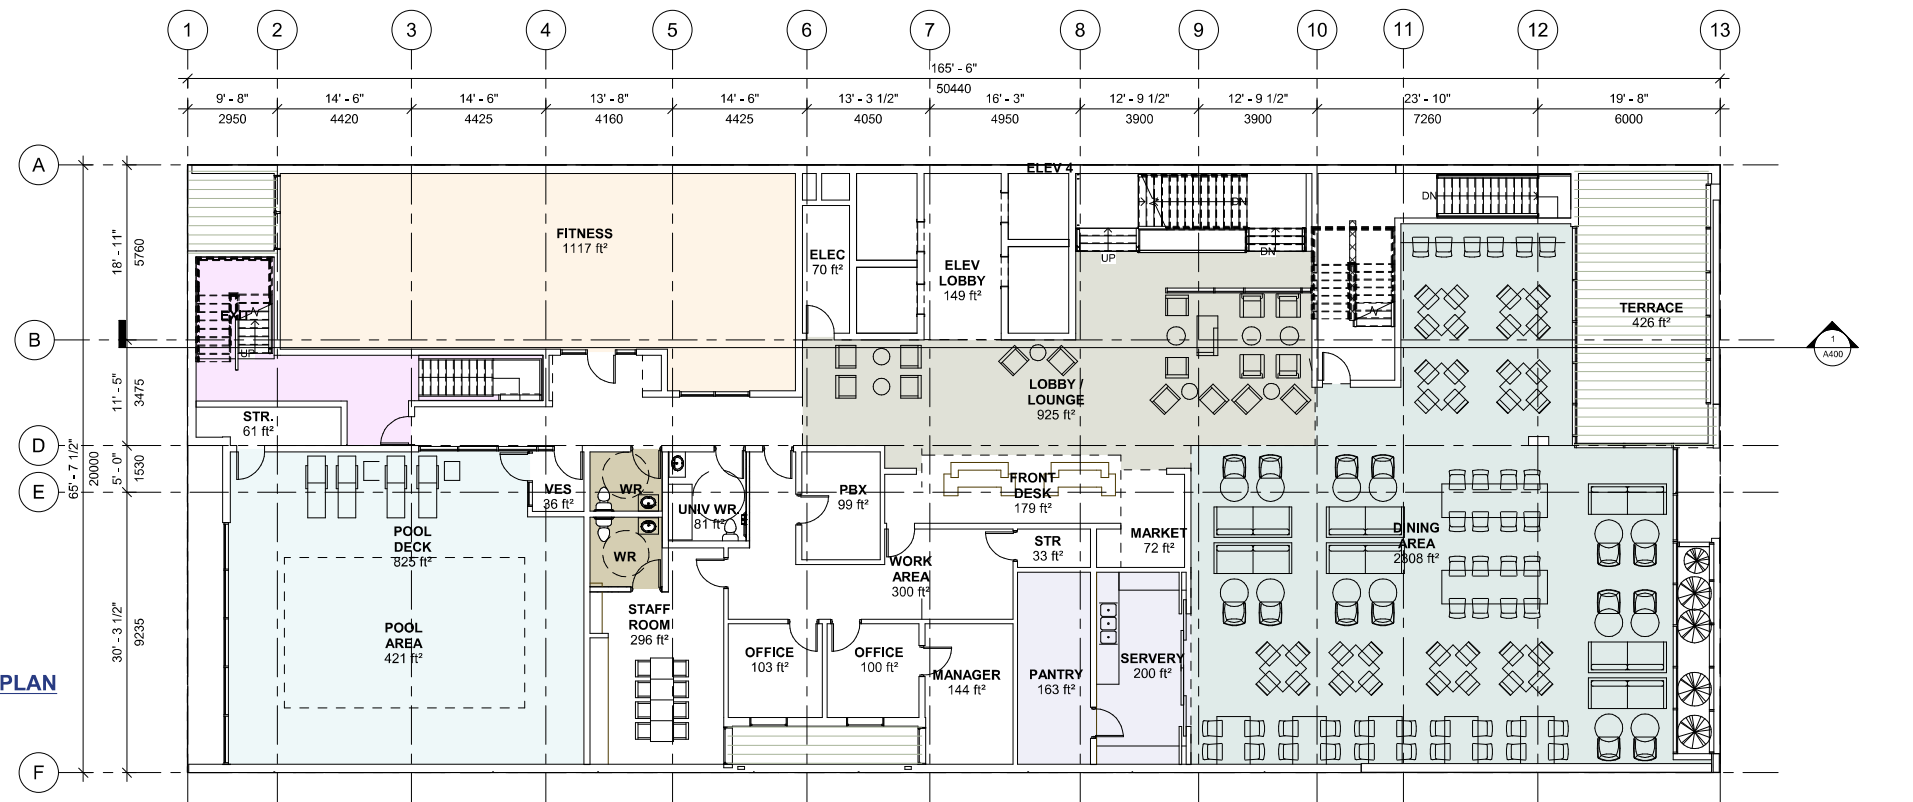 1 2 3 4 5 6 7 8 9 10 11 12 13
165' - 6"
50440
9' - 8" 14' - 6" 14' - 6" 13' - 8" 14' - 6" 13' - 3 1/2" 16' - 3" 12' - 9 1/2" 12' - 9 1/2" 23' - 10" 19' - 8"
2950 4420 4425 4160 4425 4050 4950 3900 3900 7260 6000
A
B
D
E
F
65' - 7 1/2"
20000
18' - 11"
5760
11' - 5"
3475
5' - 0"
1530
30' - 3 1/2"
9235
ELEV 4
FITNESS
1117 ft²
ELEC
70 ft²
ELEV
LOBBY
149 ft²
UP
DN
DN
DN
TERRACE
426 ft²
EXIT
UP
1
A400
LOBBY /
LOUNGE
925 ft²
STR.
61 ft²
VES
36 ft²
WR
WR
UNIV WR.
81 ft²
PBX
99 ft²
FRONT
DESK
179 ft²
MARKET
72 ft²
STR
33 ft²
DINING
AREA
2308 ft²
POOL
DECK
825 ft²
WORK
AREA
300 ft²
STAFF
ROOM
296 ft²
POOL
AREA
421 ft²
OFFICE
103 ft²
OFFICE
100 ft²
MANAGER
144 ft²
PANTRY
163 ft²
SERVERY
200 ft²
PLAN